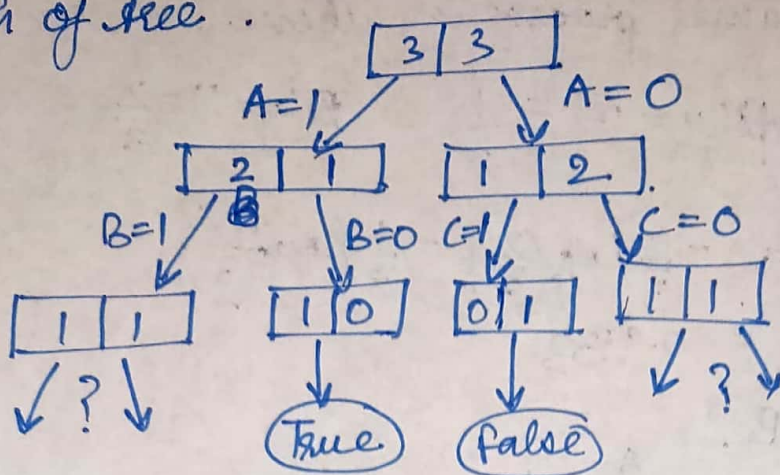 of tree .
3 3
A=1 A=0
2 1 1 2
B=1 B=0 C=1 C=0
1 1 1 0 0 1 1 1
? ?
True False